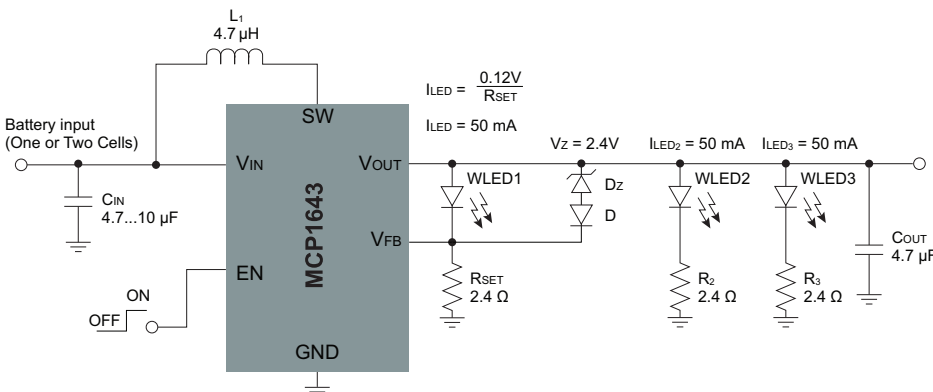 L1
4.7 µH
ILED = 0.12V
RSET
ILED = 50 mA
SW
Battery input
(One or Two Cells)
VIN
VOUT
VZ = 2.4V
ILED2 = 50 mA
ILED3 = 50 mA
WLED1
DZ
D
WLED2
WLED3
CIN
4.7...10 µF
MCP1643
VFB
COUT
4.7 µF
EN
RSET
2.4 Ω
R2
2.4 Ω
R3
2.4 Ω
ON
OFF
GND